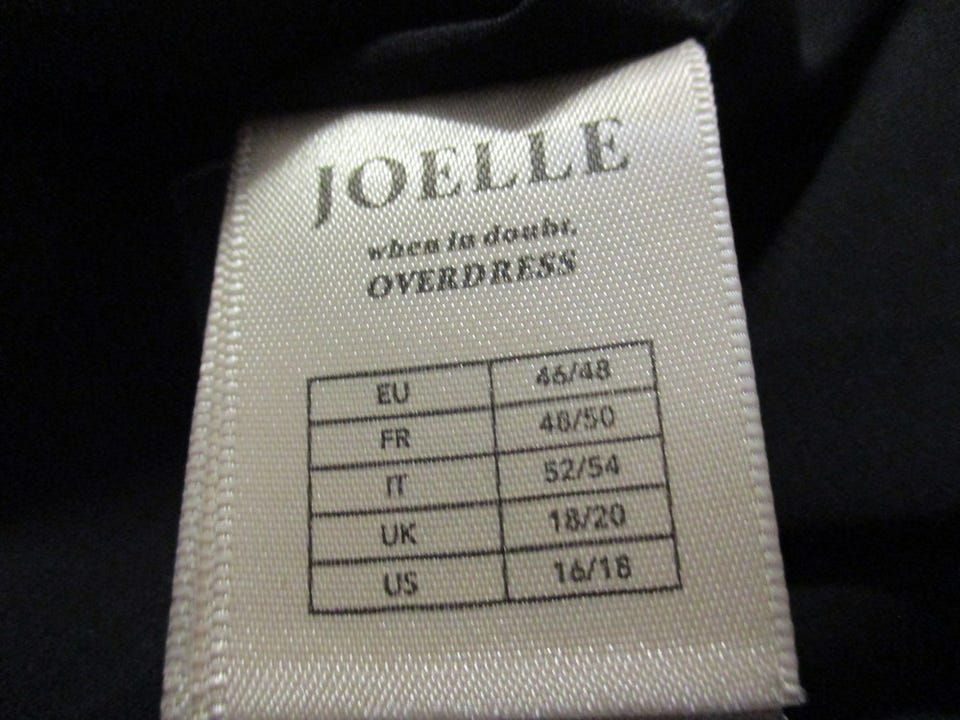 JOELLE
when in doubt,
OVERDRESS
EU 46/48
FR 48/50
IT 52/54
UK 18/20
US 16/18